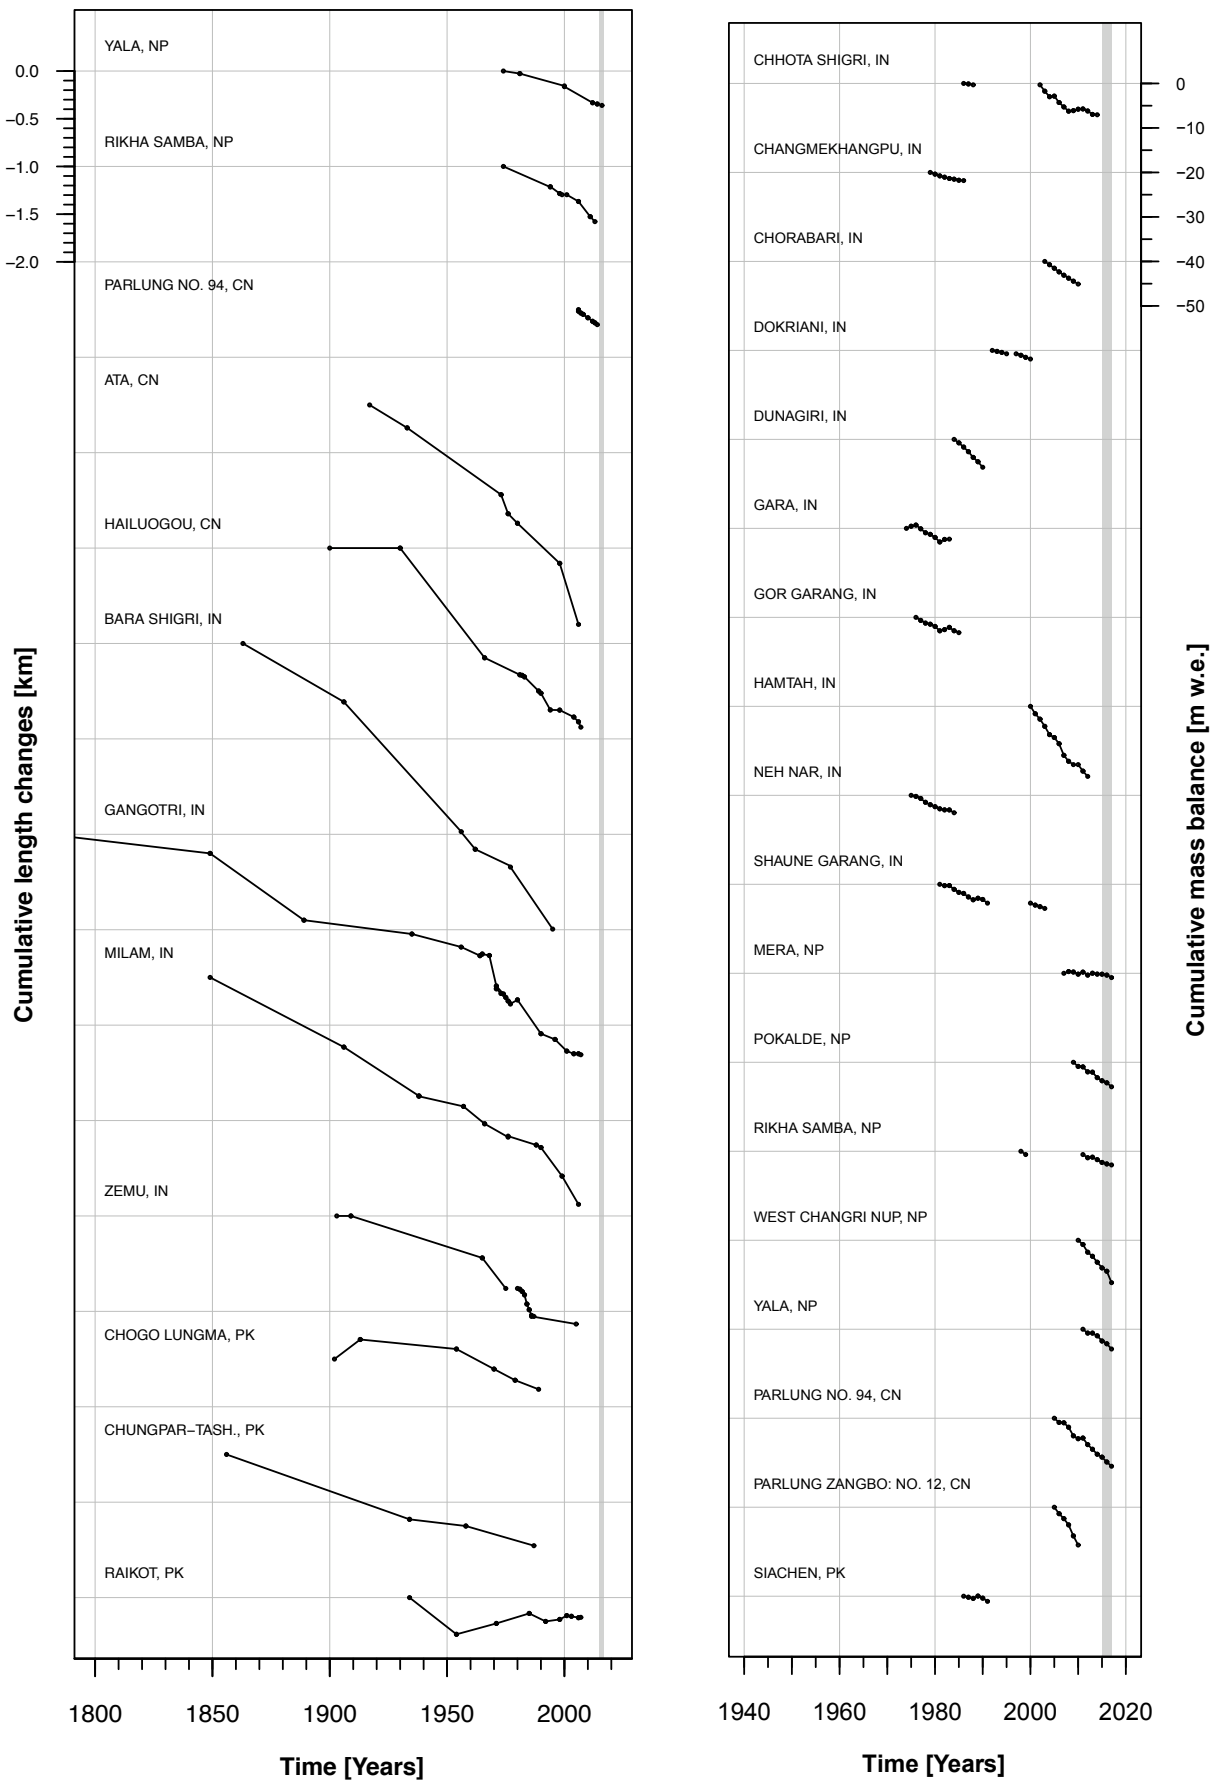 YALA, NP
0.0
−0.5
RIKHA SAMBA, NP
−1.0
−1.5
−2.0
PARLUNG NO. 94, CN
ATA, CN
HAILUOGOU, CN
BARA SHIGRI, IN
GANGOTRI, IN
MILAM, IN
ZEMU, IN
CHOGO LUNGMA, PK
CHUNGPAR−TASH., PK
RAIKOT, PK
Cumulative length changes [km]
1800 1850 1900 1950 2000
Time [Years]
CHHOTA SHIGRI, IN
0
−10
CHANGMEKHANGPU, IN
−20
−30
CHORABARI, IN
−40
−50
DOKRIANI, IN
DUNAGIRI, IN
GARA, IN
GOR GARANG, IN
HAMTAH, IN
NEH NAR, IN
SHAUNE GARANG, IN
MERA, NP
POKALDE, NP
RIKHA SAMBA, NP
WEST CHANGRI NUP, NP
YALA, NP
PARLUNG NO. 94, CN
PARLUNG ZANGBO: NO. 12, CN
SIACHEN, PK
Cumulative mass balance [m w.e.]
1940 1960 1980 2000 2020
Time [Years]